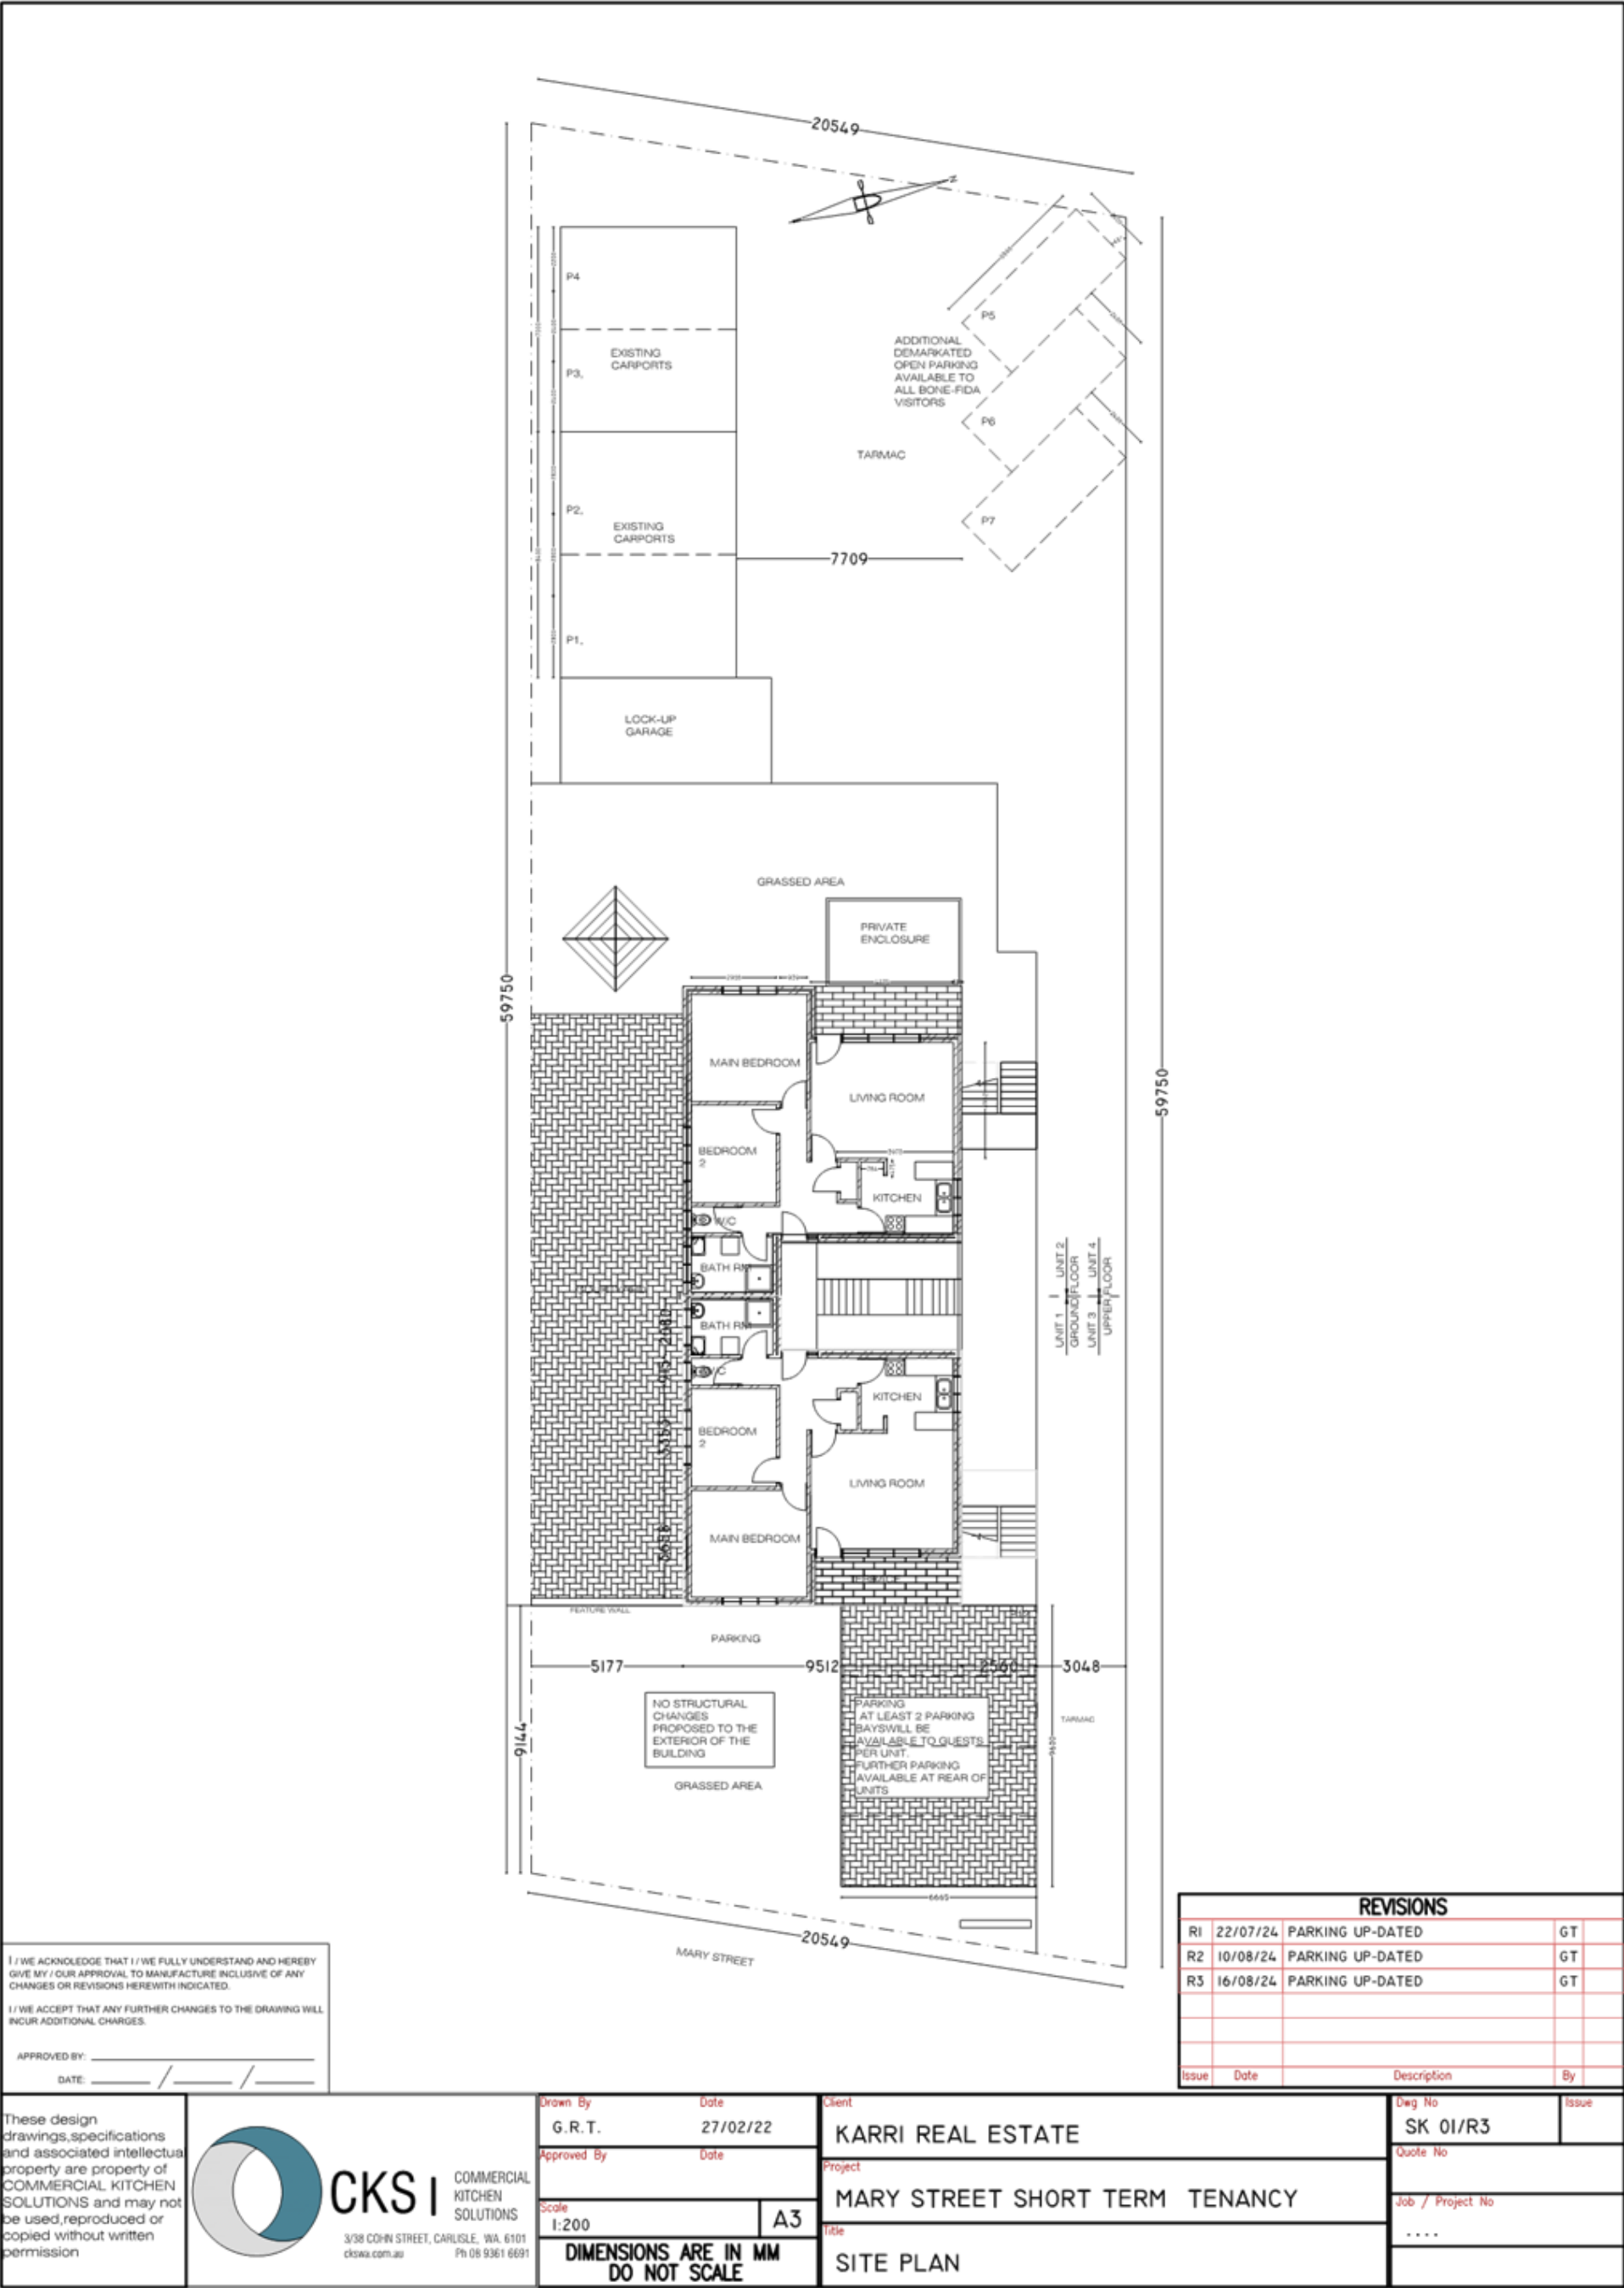 20549
N
P4
P5
EXISTING
CARPORTS
ADDITIONAL
DEMARKATED
OPEN PARKING
AVAILABLE TO
ALL BONE-FIDA
VISITORS
P3,
P6
TARMAC
P2,
EXISTING
CARPORTS
P7
7709
P1,
LOCK-UP
GARAGE
GRASSED AREA
PRIVATE
ENCLOSURE
59750
59750
MAIN BEDROOM
LIVING ROOM
BEDROOM
2
KITCHEN
W/C
BATH RM
UNIT 1 UNIT 2
GROUND FLOOR
UNIT 3 UNIT 4
UPPER FLOOR
BATH RM
2080
W/C
915
KITCHEN
BEDROOM
2
LIVING ROOM
MAIN BEDROOM
FEATURE WALL
PARKING
5177
9512
2560
3048
NO STRUCTURAL
CHANGES
PROPOSED TO THE
EXTERIOR OF THE
BUILDING
PARKING
AT LEAST 2 PARKING
BAYSWILL BE
AVAILABLE TO GUESTS
PER UNIT.
FURTHER PARKING
AVAILABLE AT REAR OF
UNITS
TARMAC
9144
GRASSED AREA
6665
20549
MARY STREET
REVISIONS
R1 22/07/24 PARKING UP-DATED GT
R2 10/08/24 PARKING UP-DATED GT
R3 16/08/24 PARKING UP-DATED GT
Issue Date Description By
I / WE ACKNOLEDGE THAT I / WE FULLY UNDERSTAND AND HEREBY
GIVE MY / OUR APPROVAL TO MANUFACTURE INCLUSIVE OF ANY
CHANGES OR REVISIONS HEREWITH INDICATED.
I / WE ACCEPT THAT ANY FURTHER CHANGES TO THE DRAWING WILL
INCUR ADDITIONAL CHARGES.
APPROVED BY:
DATE: / /
These design
drawings,specifications
and associated intellectua
property are property of
COMMERCIAL KITCHEN
SOLUTIONS and may not
be used,reproduced or
copied without written
permission
CKS
COMMERCIAL
KITCHEN
SOLUTIONS
3/38 COHN STREET, CARLISLE, WA. 6101
ckswa.com.au Ph 08 9361 6691
Drawn By Date
G.R.T. 27/02/22
Approved By Date
Scale
1:200 A3
DIMENSIONS ARE IN MM
DO NOT SCALE
Client
KARRI REAL ESTATE
Project
MARY STREET SHORT TERM TENANCY
Title
SITE PLAN
Dwg No Issue
SK 01/R3
Quote No
Job / Project No
....